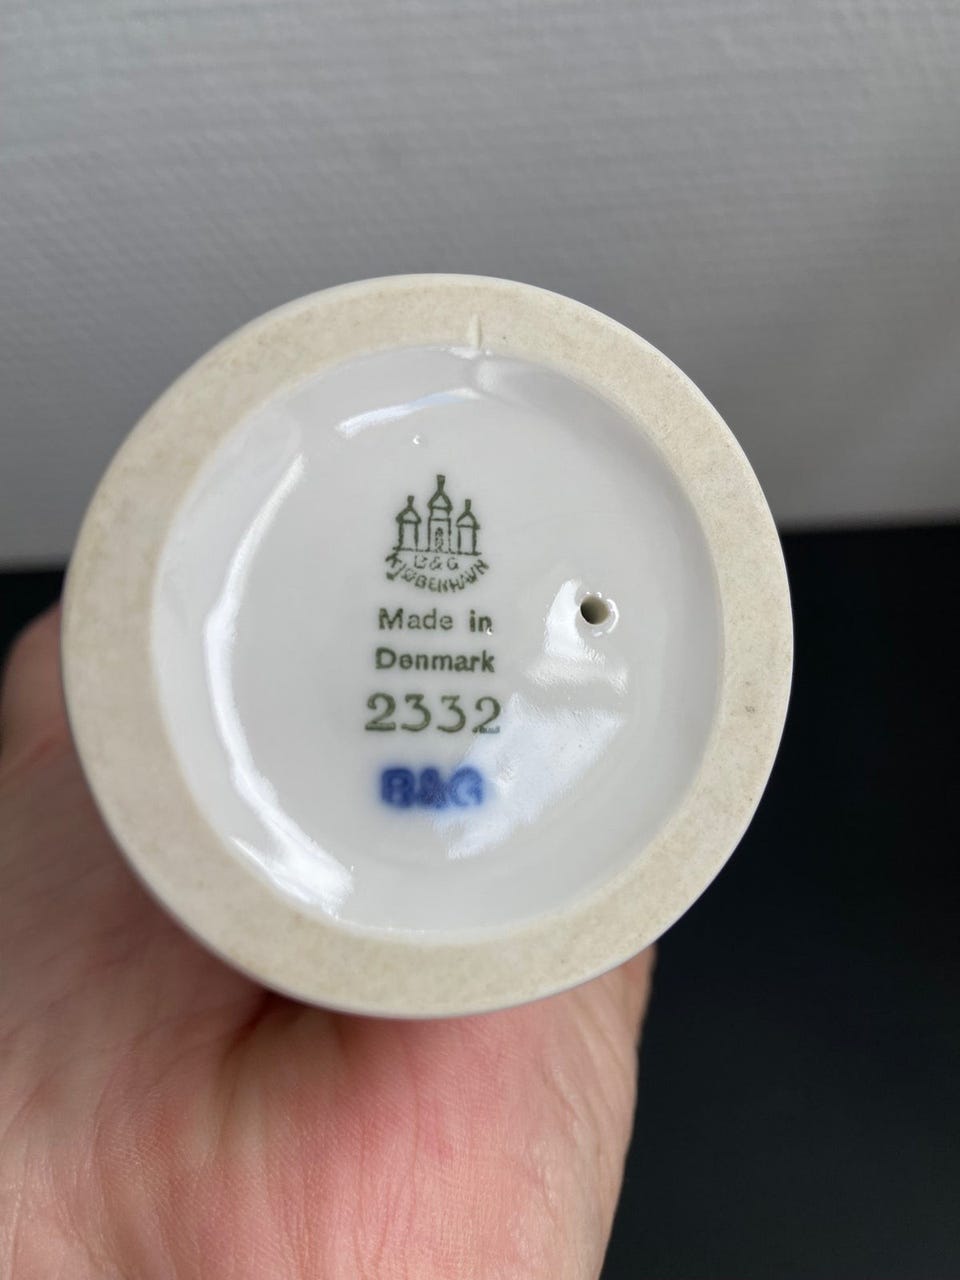 B&G
KJØBENHAVN
Made in
Denmark
2332
B&G